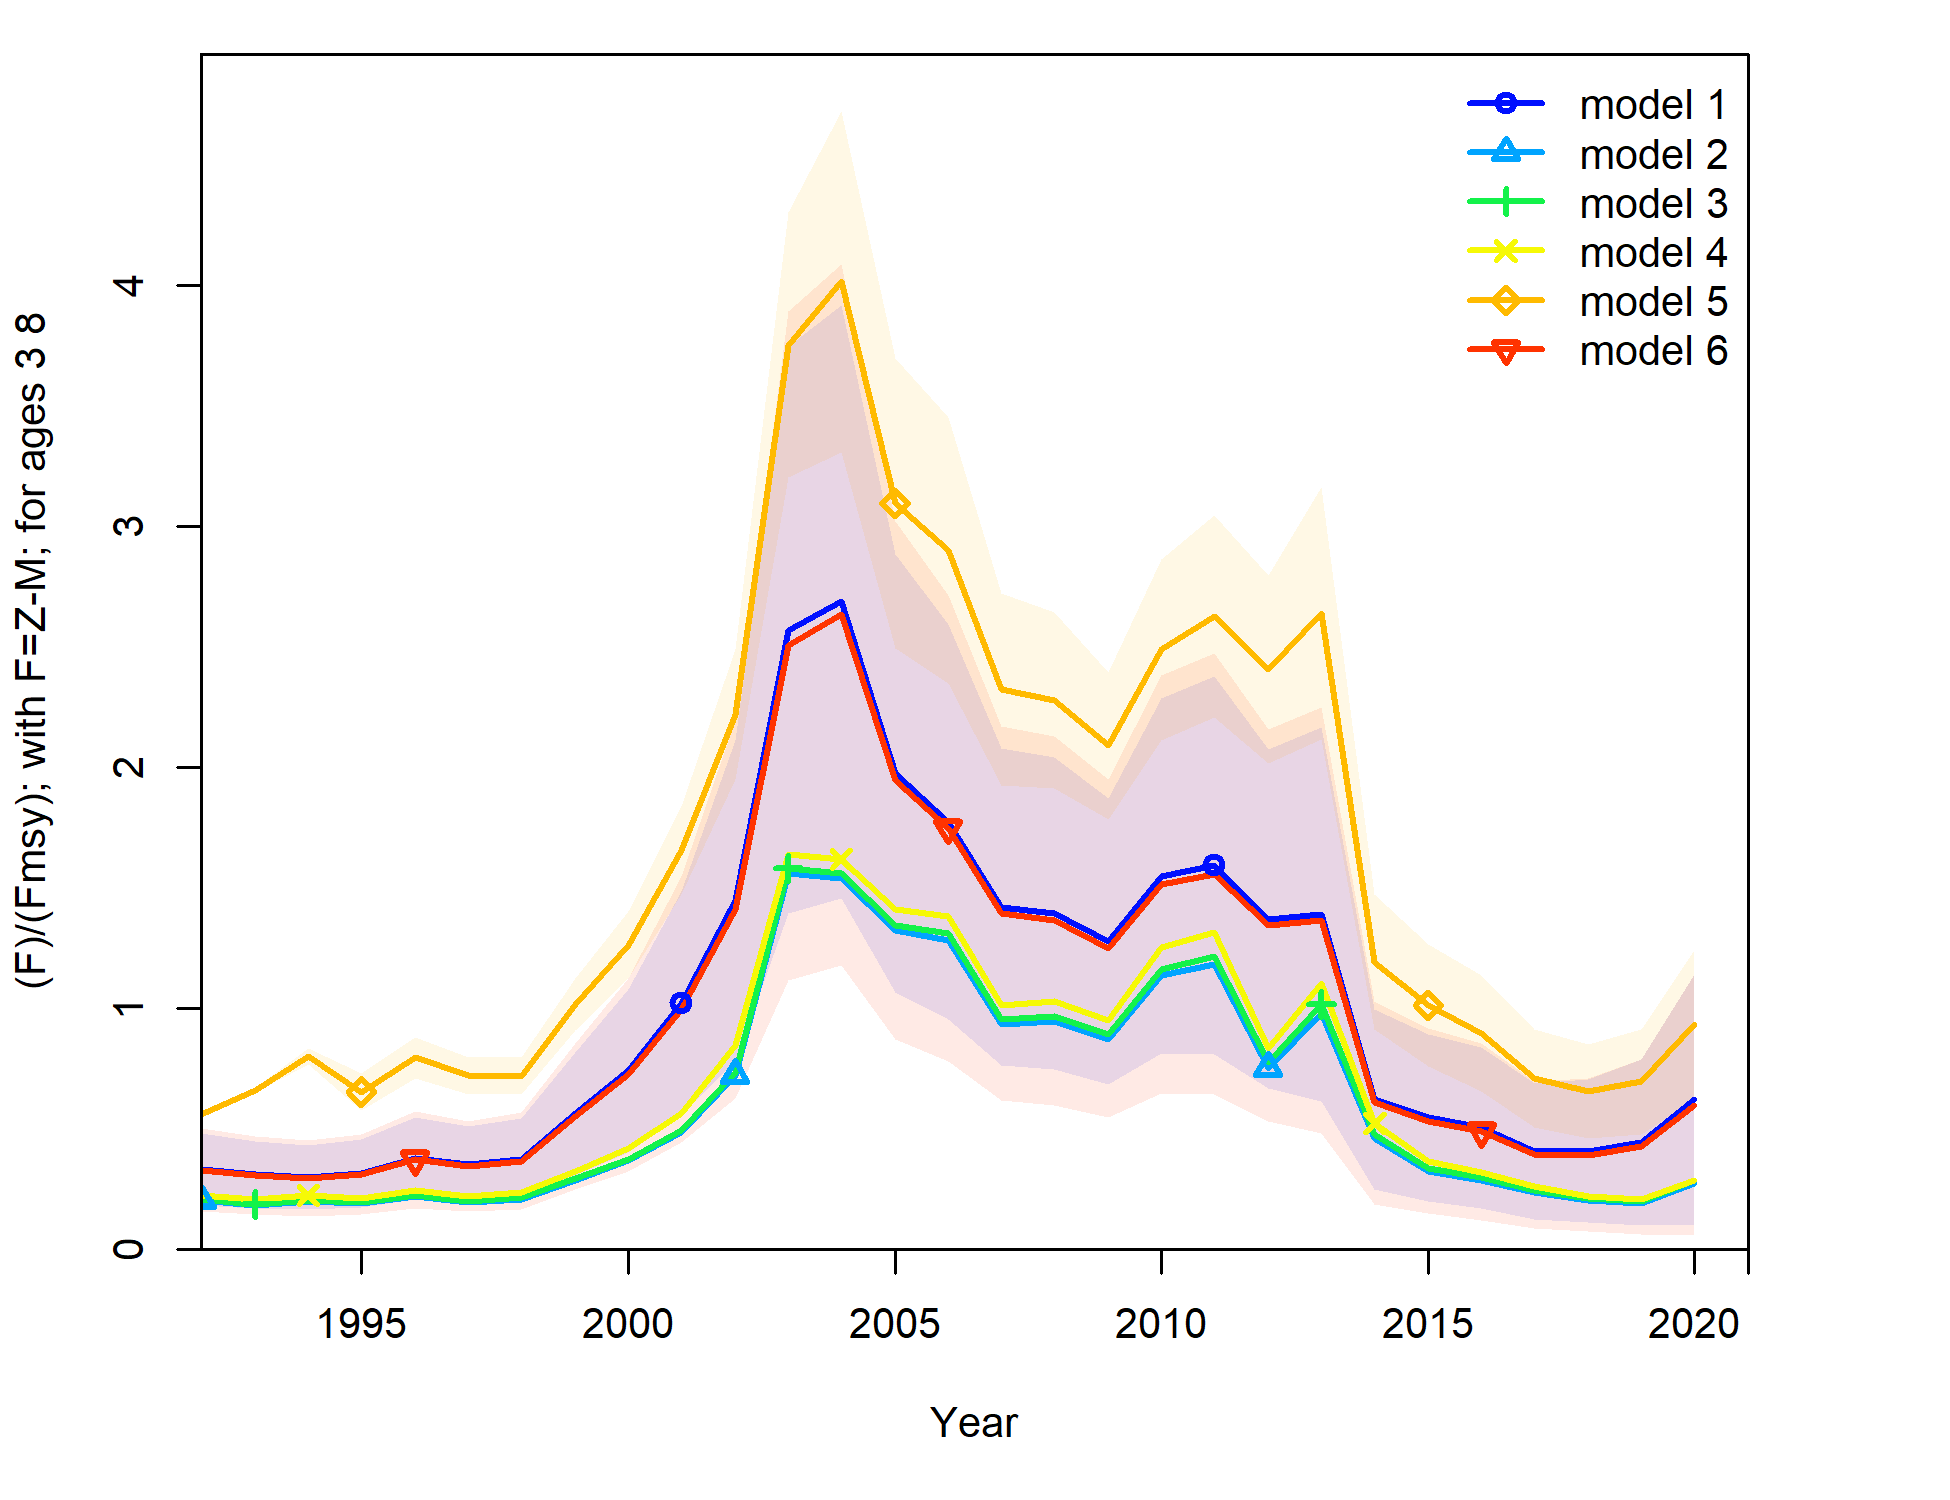 model 1
model 2
model 3
model 4
model 5
model 6
(F)/(Fmsy); with F=Z-M; for ages 3 8
4
3
2
1
0
1995 2000 2005 2010 2015 2020
Year